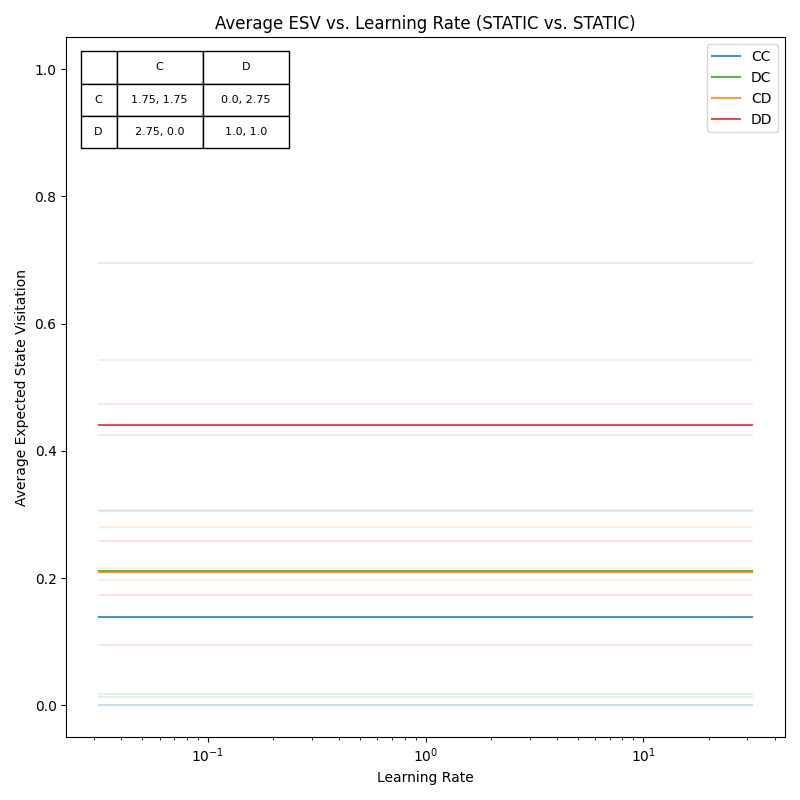 Average ESV vs. Learning Rate (STATIC vs. STATIC)
C D
C 1.75, 1.75 0.0, 2.75
D 2.75, 0.0 1.0, 1.0
CC
DC
CD
DD
1.0
0.8
0.6
0.4
0.2
0.0
Average Expected State Visitation
10⁻¹ 10⁰ 10¹
Learning Rate